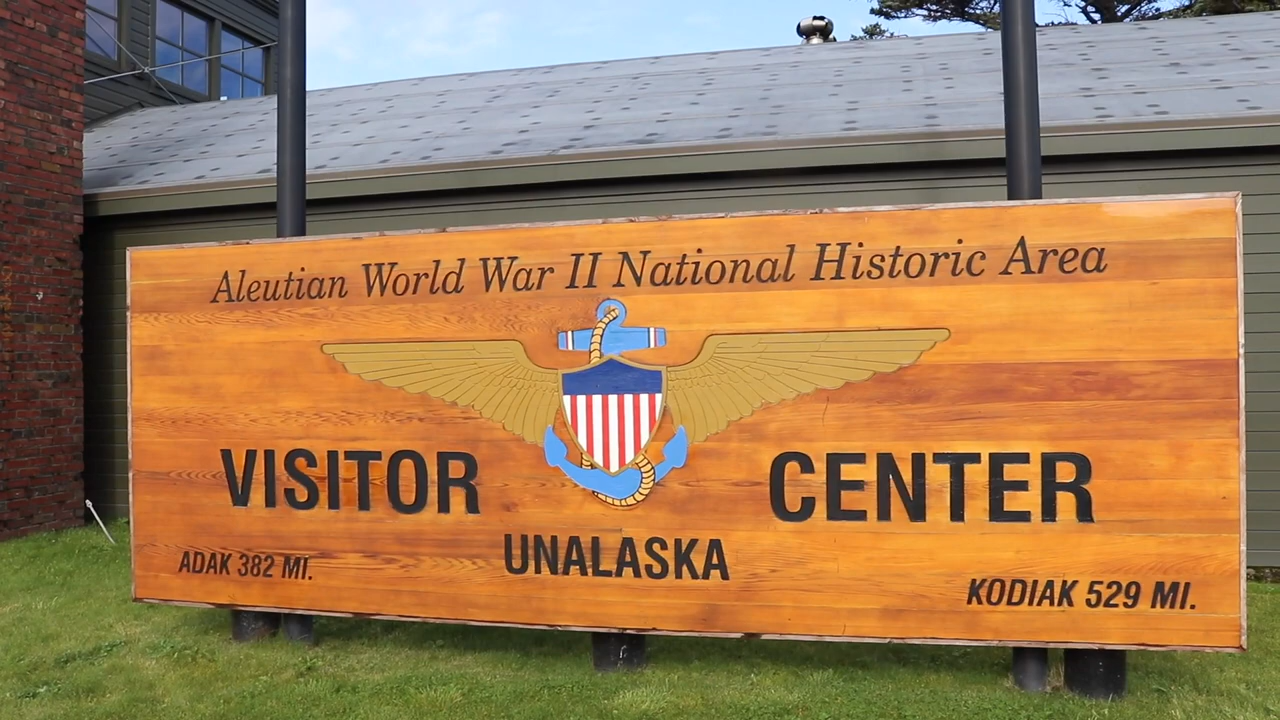 Aleutian World War II National Historic Area
VISITOR CENTER
UNALASKA
ADAK 382 MI.
KODIAK 529 MI.